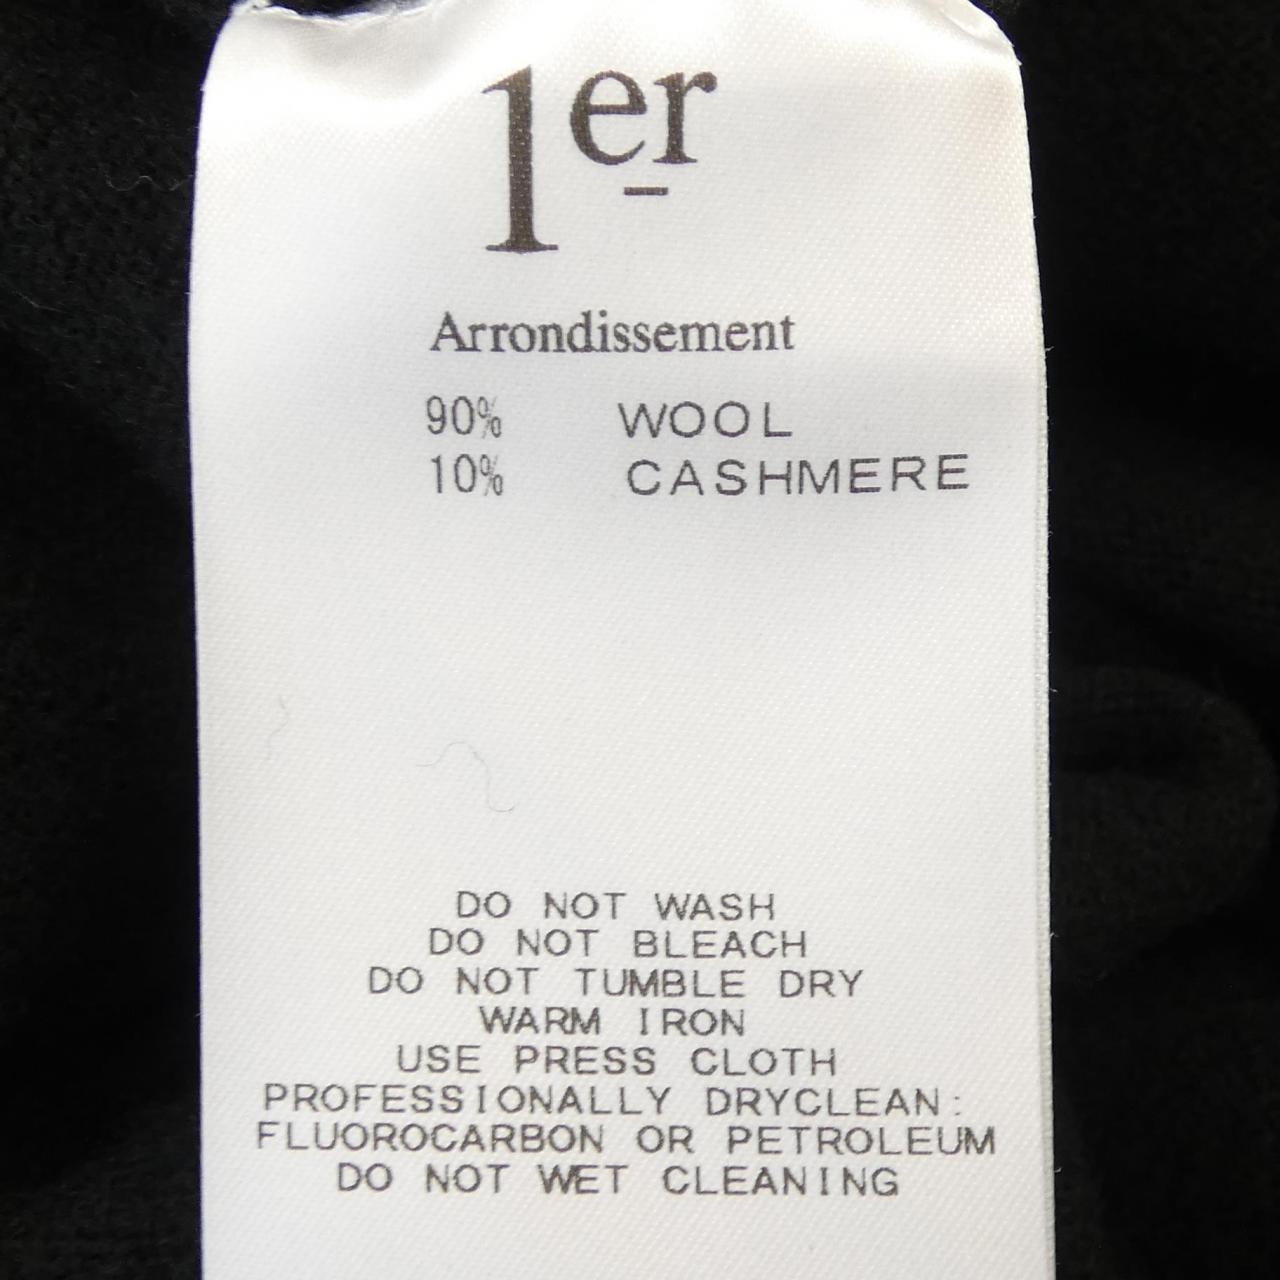 1er
Arrondissement
90% WOOL
10% CASHMERE
DO NOT WASH
DO NOT BLEACH
DO NOT TUMBLE DRY
WARM IRON
USE PRESS CLOTH
PROFESSIONALLY DRYCLEAN:
FLUOROCARBON OR PETROLEUM
DO NOT WET CLEANING